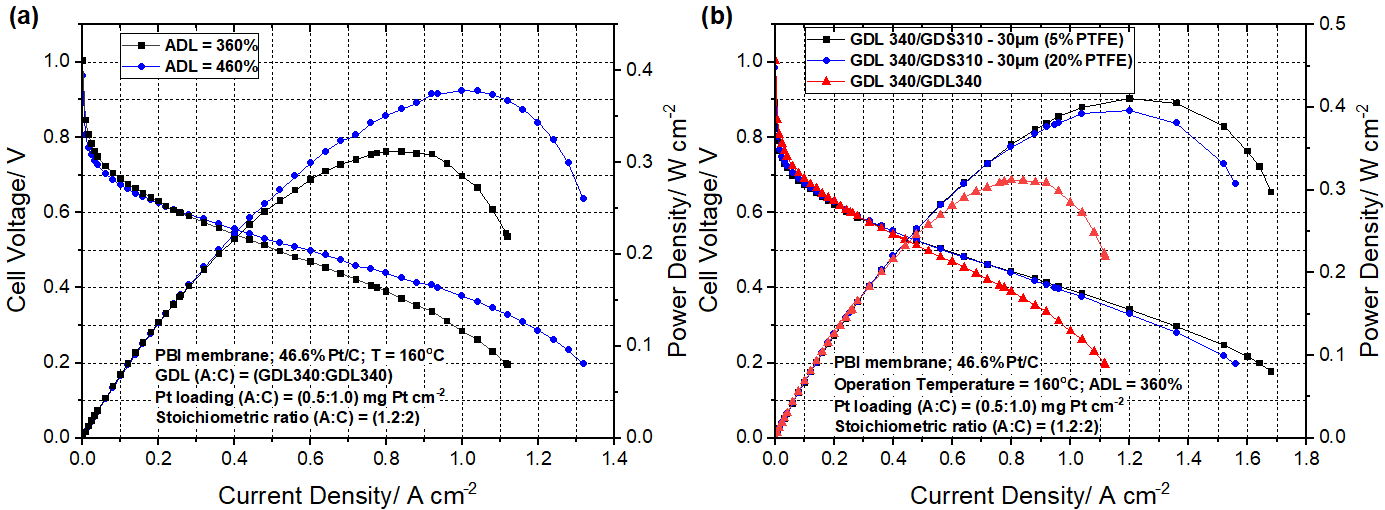 (a)
ADL = 360%
ADL = 460%
1.0
0.8
0.6
0.4
0.2
0.0
Cell Voltage/ V
0.4
0.3
0.2
0.1
0.0
Power Density/ W cm-2
PBI membrane; 46.6% Pt/C; T = 160oC
GDL (A:C) = (GDL340:GDL340)
Pt loading (A:C) = (0.5:1.0) mg Pt cm-2
Stoichiometric ratio (A:C) = (1.2:2)
0.0 0.2 0.4 0.6 0.8 1.0 1.2 1.4
Current Density/ A cm-2
(b)
GDL 340/GDS310 - 30µm (5% PTFE)
GDL 340/GDS310 - 30µm (20% PTFE)
GDL 340/GDL340
1.0
0.8
0.6
0.4
0.2
0.0
Cell Voltage/ V
0.5
0.4
0.3
0.2
0.1
0.0
Power Density/ W cm-2
PBI membrane; 46.6% Pt/C
Operation Temperature = 160oC; ADL = 360%
Pt loading (A:C) = (0.5:1.0) mg Pt cm-2
Stoichiometric ratio (A:C) = (1.2:2)
0.0 0.2 0.4 0.6 0.8 1.0 1.2 1.4 1.6 1.8
Current Density/ A cm-2